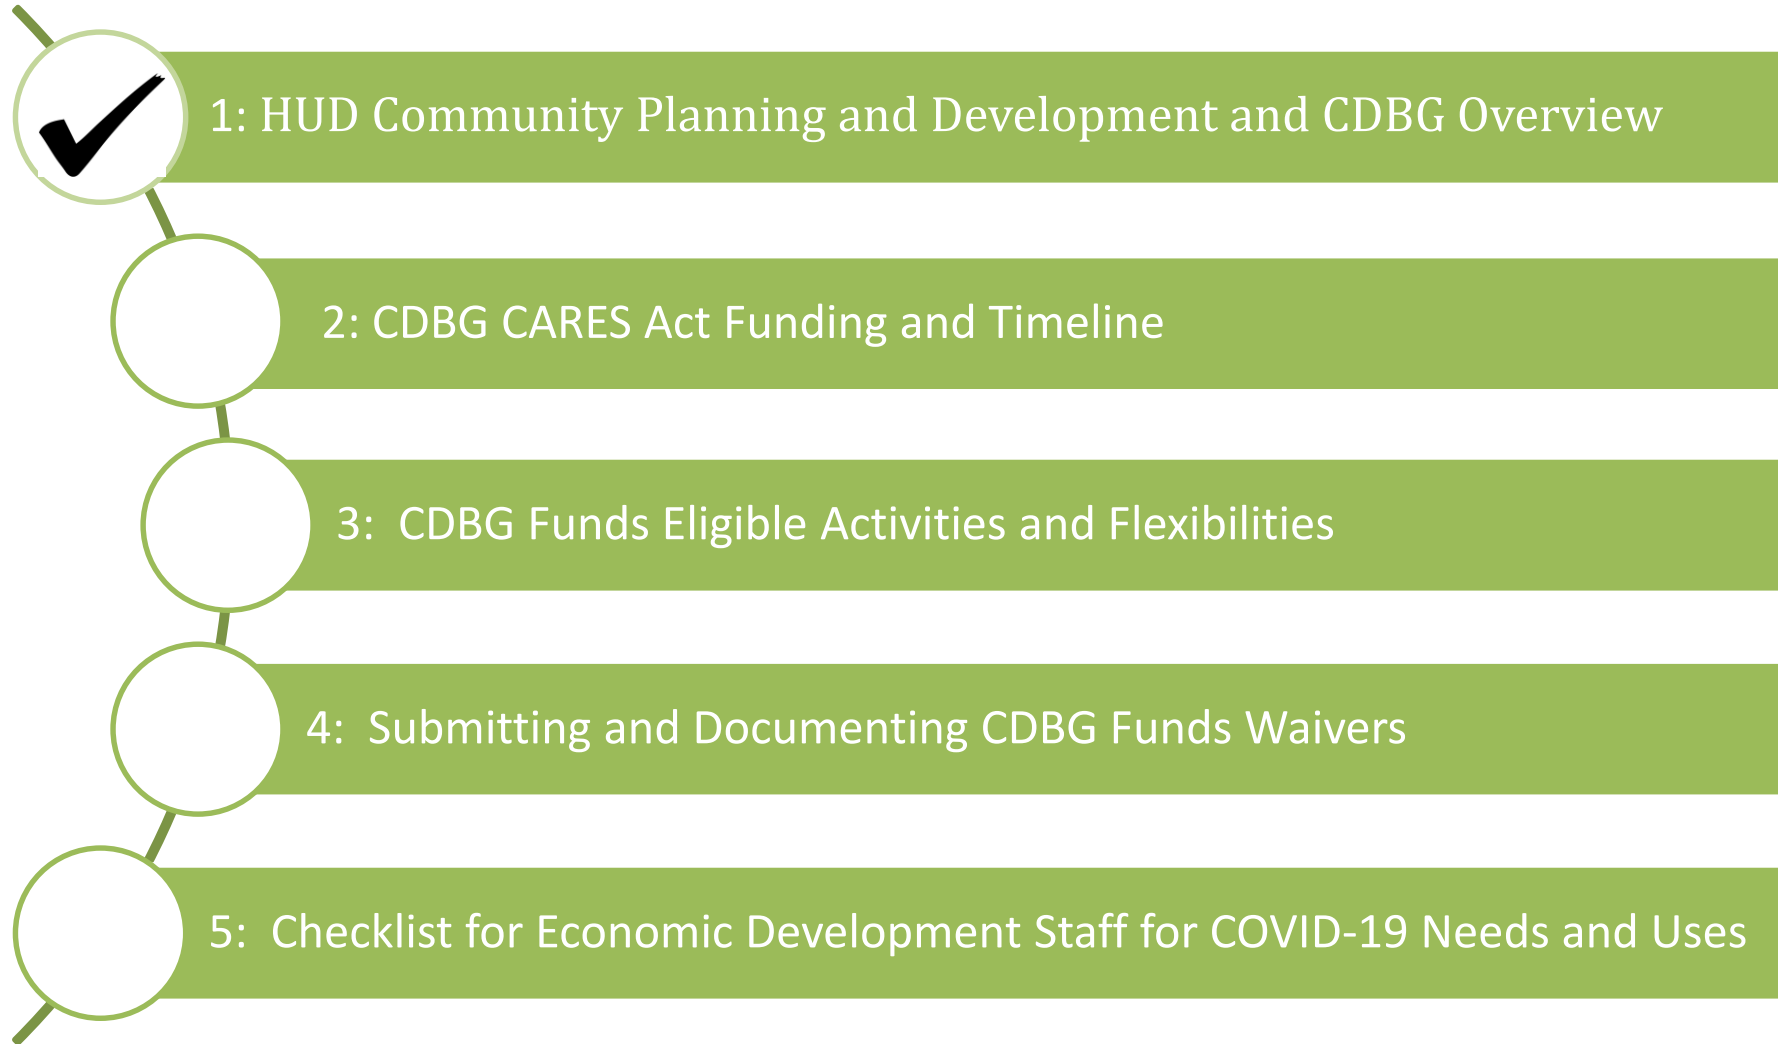 1: HUD Community Planning and Development and CDBG Overview
2: CDBG CARES Act Funding and Timeline
3:  CDBG Funds Eligible Activities and Flexibilities
4:  Submitting and Documenting CDBG Funds Waivers
5:  Checklist for Economic Development Staff for COVID-19 Needs and Uses